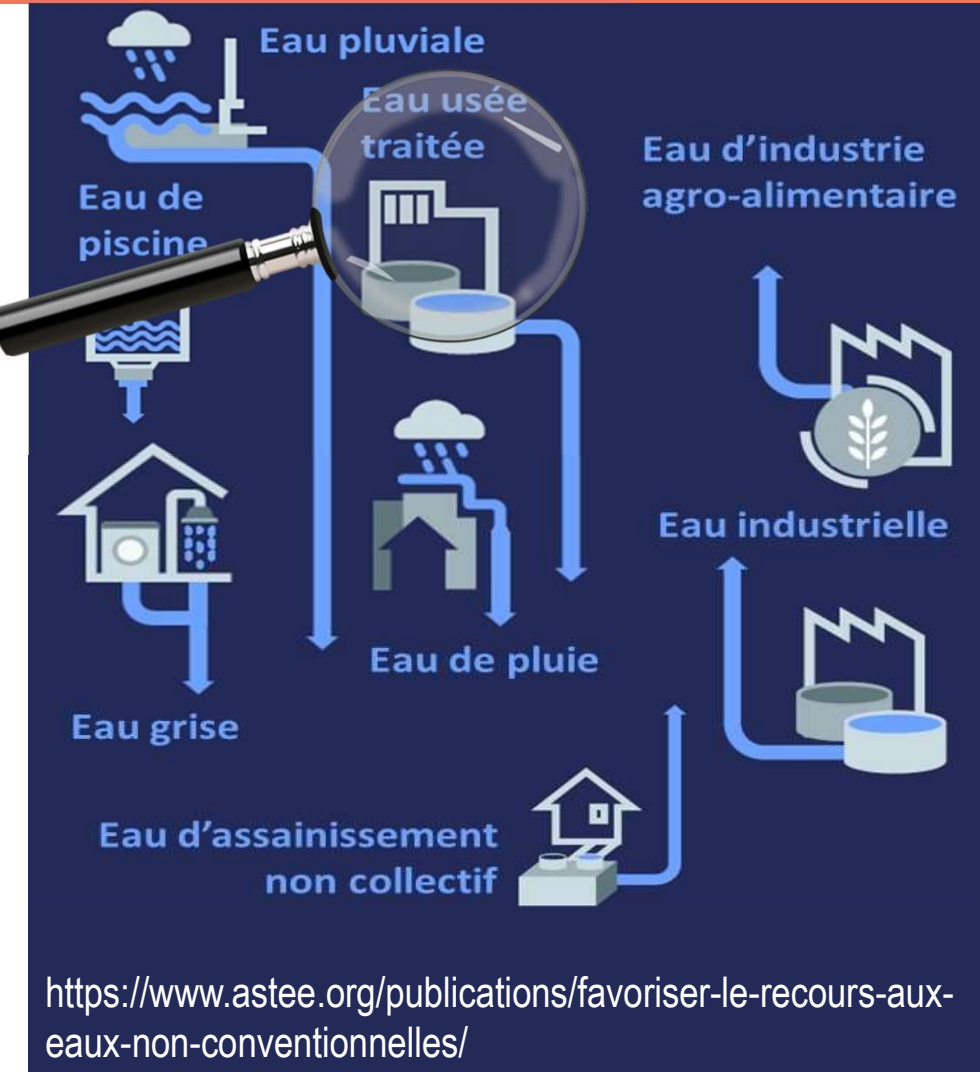 Eau pluviale
Eau usée
traitée
Eau d’industrie
agro-alimentaire
Eau de
piscine
Eau industrielle
Eau de pluie
Eau grise
Eau d’assainissement
non collectif
https://www.astee.org/publications/favoriser-le-recours-aux-
eaux-non-conventionnelles/